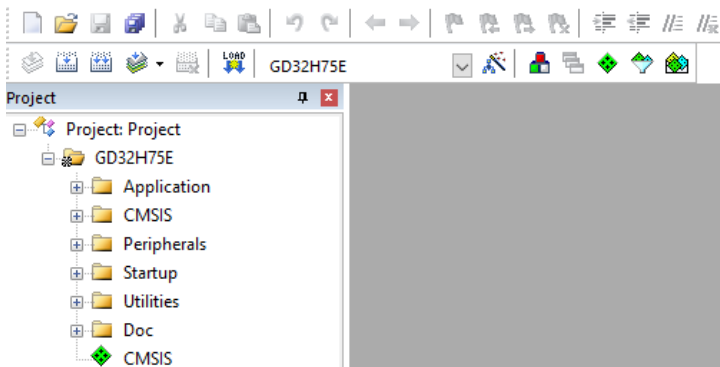 LOAD
GD32H75E
Project
Project: Project
GD32H75E
Application
CMSIS
Peripherals
Startup
Utilities
Doc
CMSIS